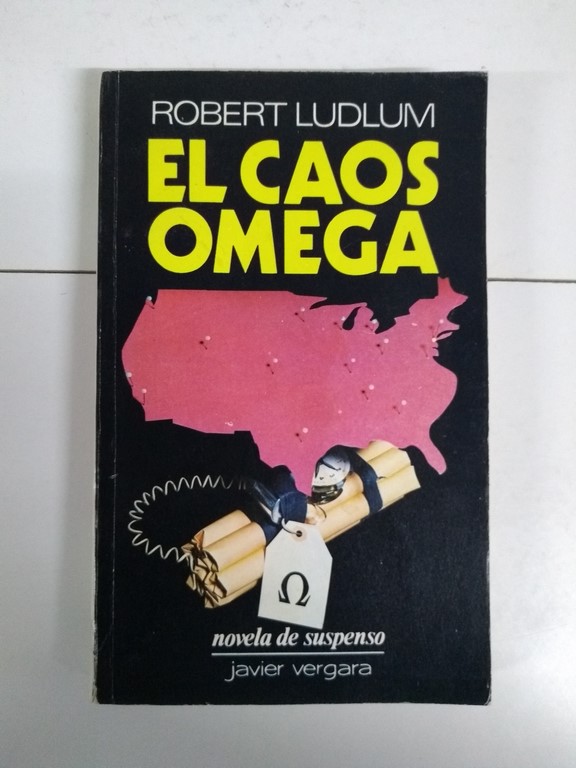 ROBERT LUDLUM
EL CAOS
OMEGA
Ω
novela de suspenso
javier vergara